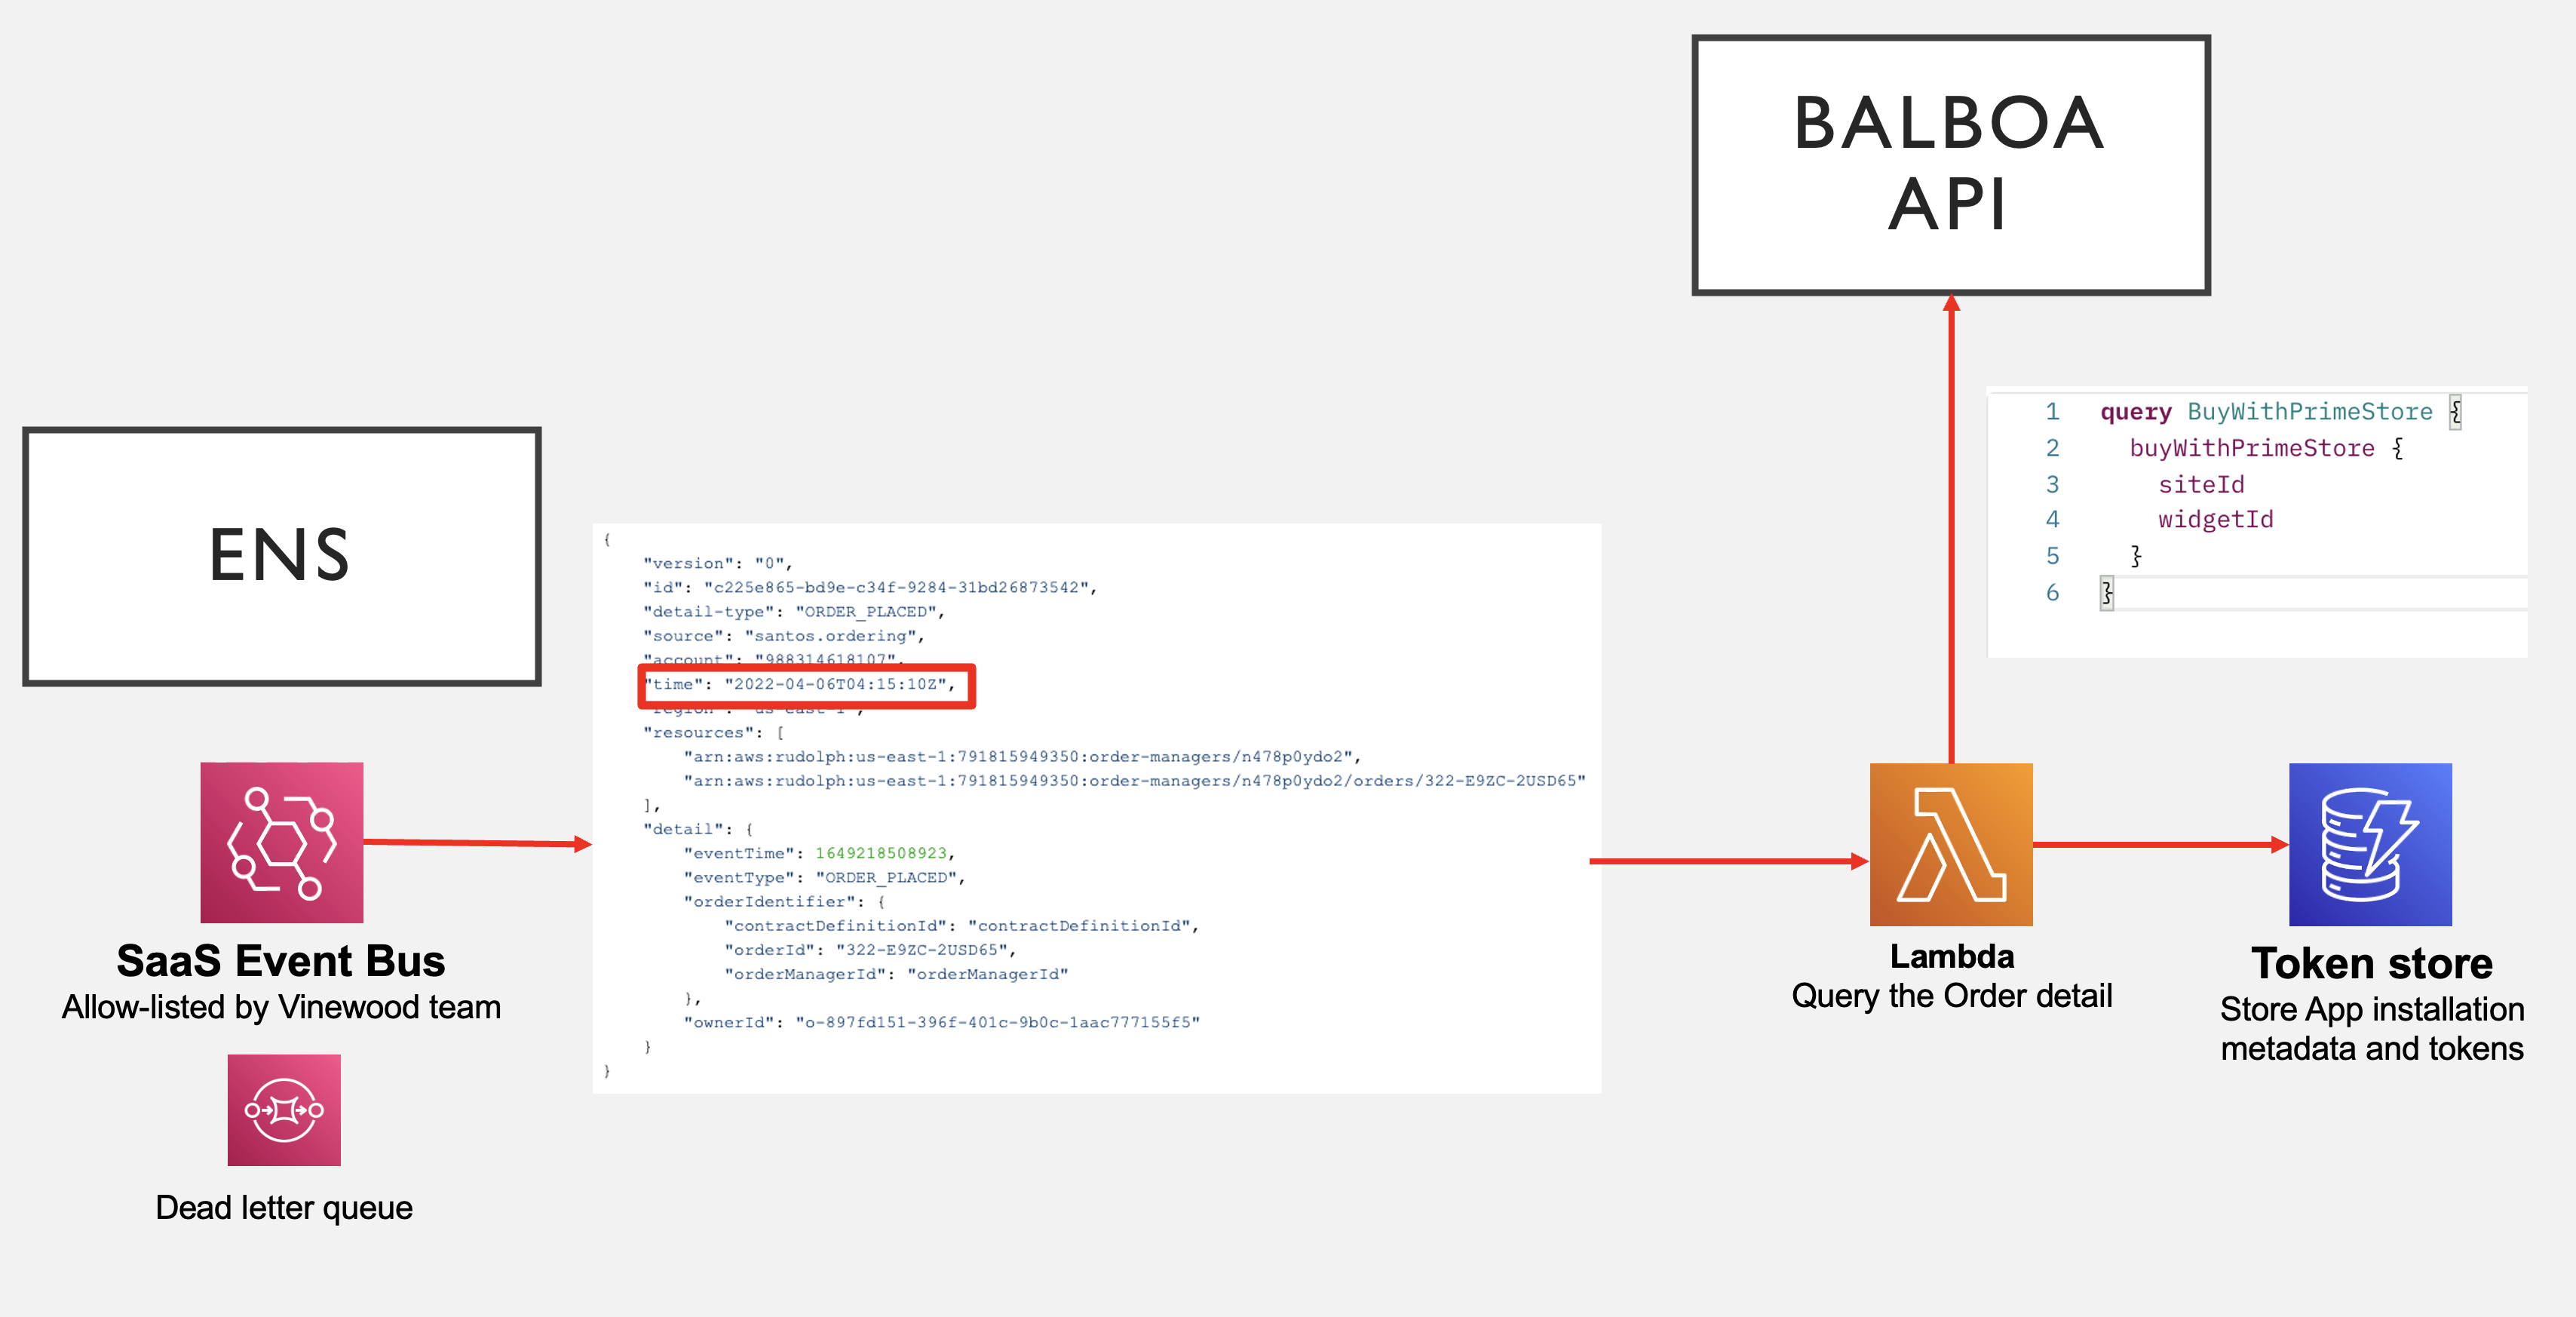 BALBOA
API
ENS
{
"version": "0",
"id": "c225e865-bd9e-c34f-9284-31bd26873542",
"detail-type": "ORDER_PLACED",
"source": "santos.ordering",
"account": "988314618107",
"time": "2022-04-06T04:15:10Z",
"region": "us-east-1",
"resources": [
"arn:aws:rudolph:us-east-1:791815949350:order-managers/n478p0ydo2",
"arn:aws:rudolph:us-east-1:791815949350:order-managers/n478p0ydo2/orders/322-E9ZC-2USD65"
],
"detail": {
"eventTime": 1649218508923,
"eventType": "ORDER_PLACED",
"orderIdentifier": {
"contractDefinitionId": "contractDefinitionId",
"orderId": "322-E9ZC-2USD65",
"orderManagerId": "orderManagerId"
},
"ownerId": "o-897fd151-396f-401c-9b0c-1aac777155f5"
}
}
1 query BuyWithPrimeStore {
2 buyWithPrimeStore {
3 siteId
4 widgetId
5 }
6 }
SaaS Event Bus
Allow-listed by Vinewood team
Dead letter queue
Lambda
Query the Order detail
Token store
Store App installation
metadata and tokens